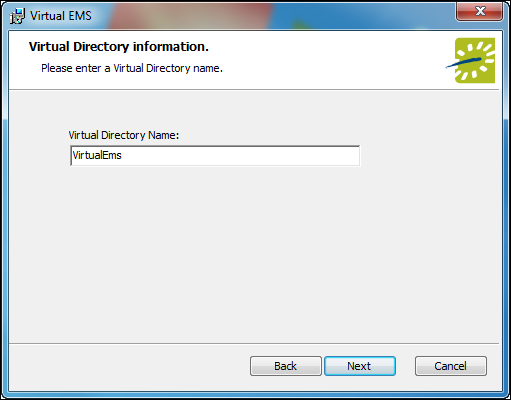 Virtual EMS
Virtual Directory information.
Please enter a Virtual Directory name.
Virtual Directory Name:
VirtualEms
Back
Next
Cancel